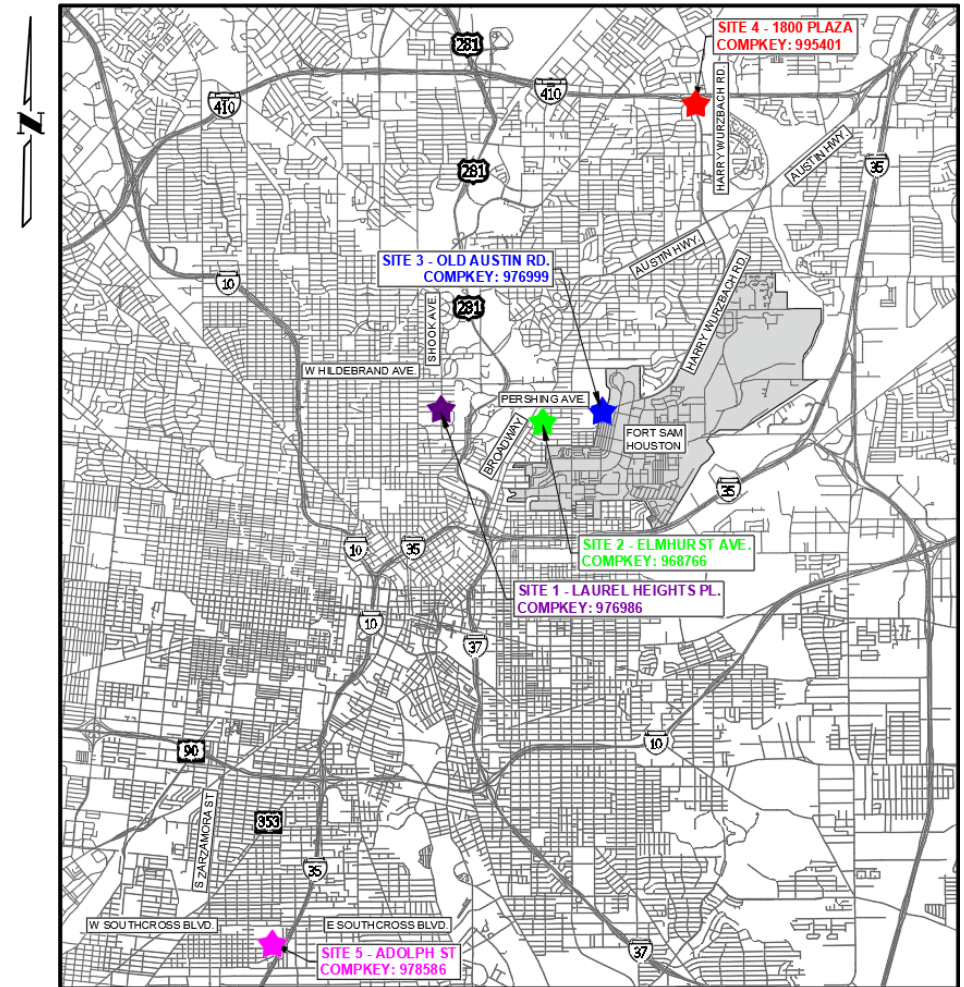 N
281
SITE 4 - 1800 PLAZA
COMPKEY: 995401
410
410
HARRY WURZBACH RD.
AUSTIN HWY.
35
281
SITE 3 - OLD AUSTIN RD.
COMPKEY: 976999
AUSTIN HWY.
10
SHOOK AVE.
281
HARRY WURZBACH RD.
W HILDEBRAND AVE.
PERSHING AVE.
BROADWAY
FORT SAM
HOUSTON
35
10
35
SITE 2 - ELMHURST AVE.
COMPKEY: 968766
SITE 1 - LAUREL HEIGHTS PL.
COMPKEY: 976986
10
37
10
90
S ZARZAMORA ST
353
35
W SOUTHCROSS BLVD.
E SOUTHCROSS BLVD.
SITE 5 - ADOLPH ST
COMPKEY: 978586
37